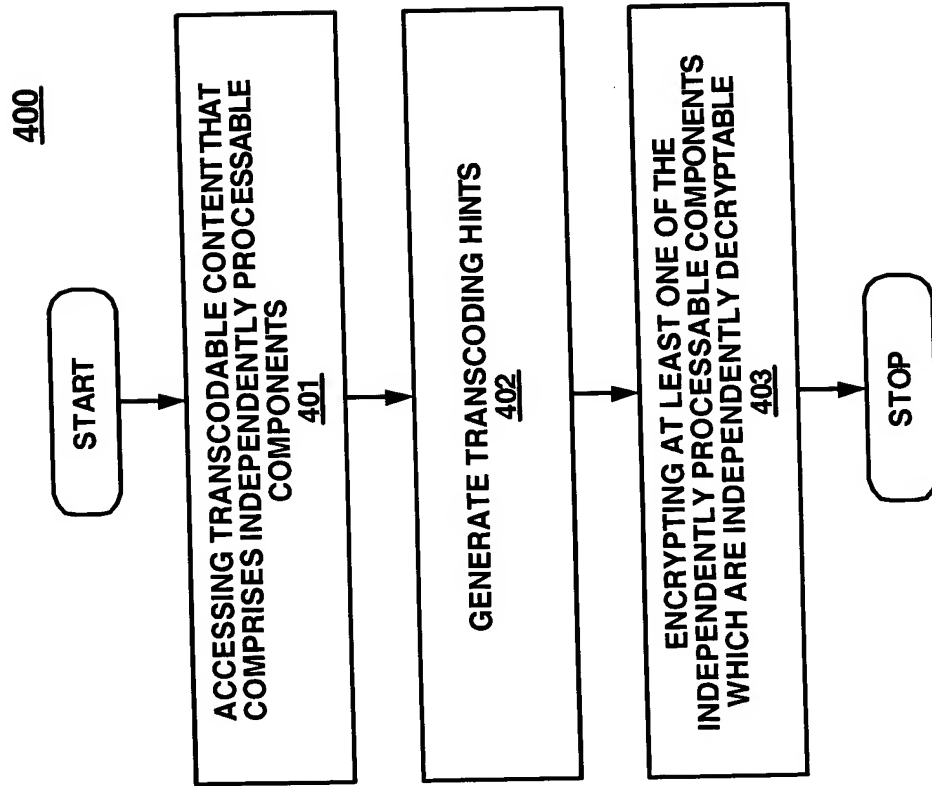 400
START
ACCESSING TRANSCODABLE CONTENT THAT
COMPRISES INDEPENDENTLY PROCESSABLE
COMPONENTS
401
GENERATE TRANSCODING HINTS
402
ENCRYPTING AT LEAST ONE OF THE
INDEPENDENTLY PROCESSABLE COMPONENTS
WHICH ARE INDEPENDENTLY DECRYPTABLE
403
STOP